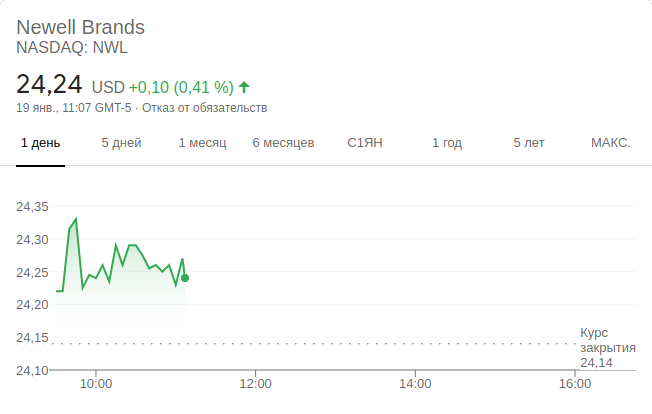 Newell Brands
NASDAQ: NWL
24,24 USD +0,10 (0,41 %)
19 янв., 11:07 GMT-5 · Отказ от обязательств
1 день 5 дней 1 месяц 6 месяцев С1ЯН 1 год 5 лет МАКС.
24,35
24,30
24,25
24,20
24,15
24,10
Курс
закрытия
24,14
10:00 12:00 14:00 16:00